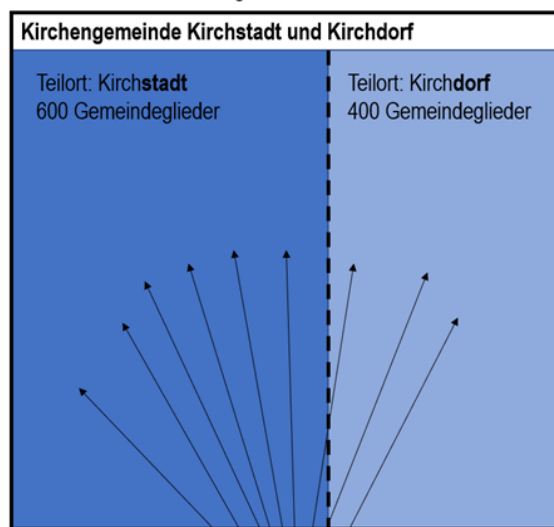 Kirchengemeinde Kirchstadt und Kirchdorf
Teilort: Kirchstadt
600 Gemeindeglieder
Teilort: Kirchdorf
400 Gemeindeglieder